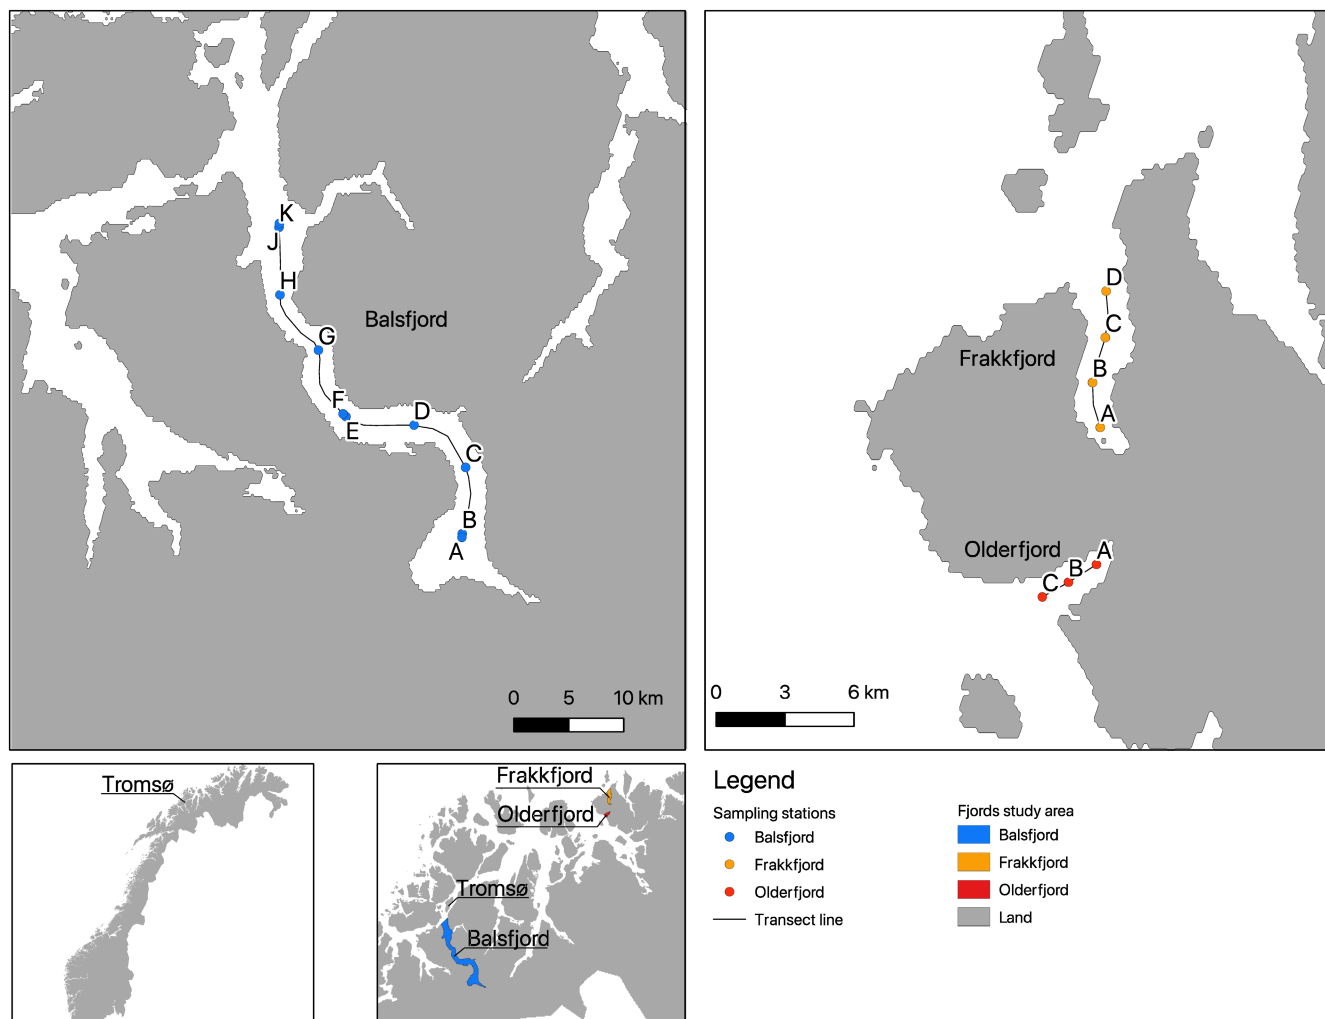 K
J
H
Balsfjord
G
F
E
D
C
B
A
0 5 10 km
D
C
Frakkfjord
B
A
Olderfjord
A
B
C
0 3 6 km
Tromsø
Frakkfjord
Olderfjord
Tromsø
Balsfjord
Legend
Sampling stations
Balsfjord
Frakkfjord
Olderfjord
Transect line
Fjords study area
Balsfjord
Frakkfjord
Olderfjord
Land